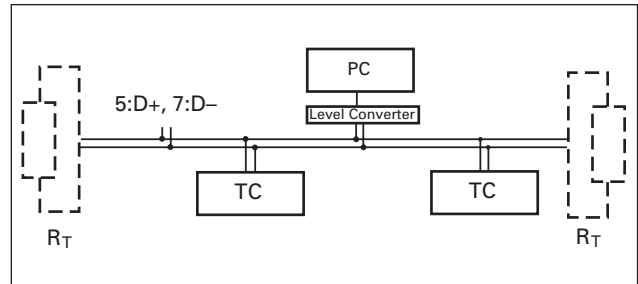 PC
5:D+, 7:D–
Level Converter
TC
TC
RT
RT